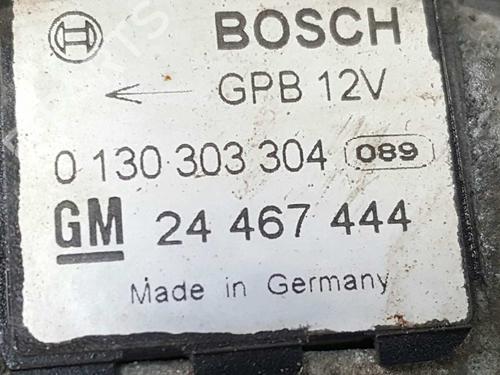 BOSCH
GPB 12V
0 130 303 304 089
GM 24 467 444
Made in Germany